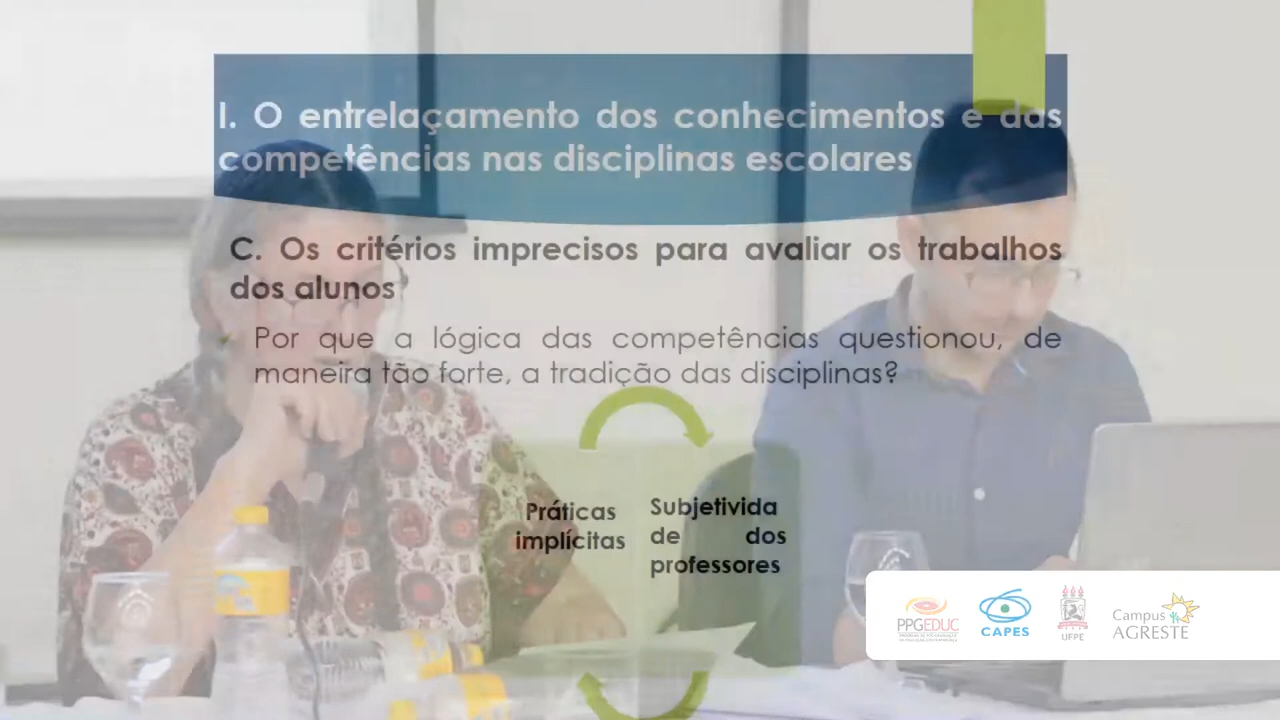 I. O entrelaçamento dos conhecimentos e das
competências nas disciplinas escolares
C. Os critérios imprecisos para avaliar os trabalhos
dos alunos
Por que a lógica das competências questionou, de
maneira tão forte, a tradição das disciplinas?
Práticas
implícitas
Subjetivida
de dos
professores
PPGEDUC
CAPES
UFPE
Campus
AGRESTE